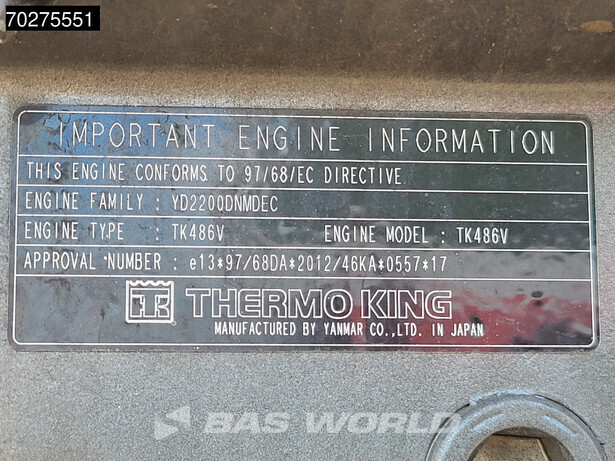 70275551
IMPORTANT ENGINE INFORMATION
THIS ENGINE CONFORMS TO 97/68/EC DIRECTIVE.
ENGINE FAMILY : YD2200DNMDEC
ENGINE TYPE : TK486V ENGINE MODEL : TK486V
APPROVAL NUMBER : e13*97/68DA*2012/46KA*0557*17
TK THERMO KING
MANUFACTURED BY YANMAR CO.,LTD. IN JAPAN
BAS WORLD